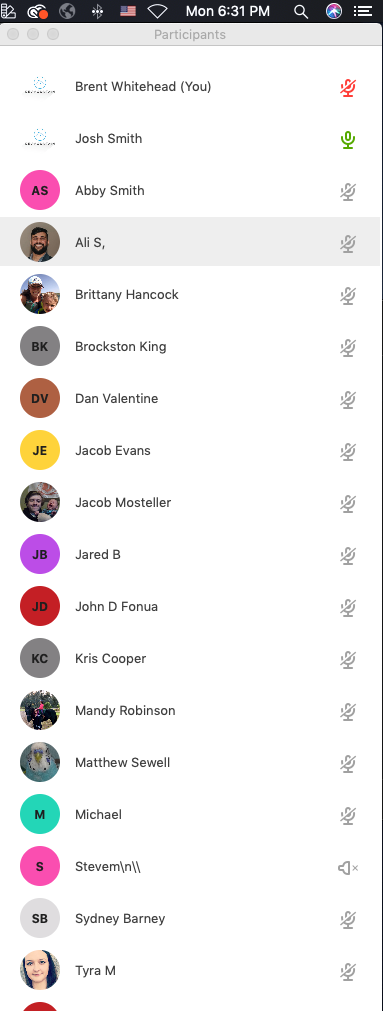 Mon 6:31 PM
Participants
Brent Whitehead (You)
Josh Smith
AS Abby Smith
Ali S,
Brittany Hancock
BK Brockston King
DV Dan Valentine
JE Jacob Evans
Jacob Mosteller
JB Jared B
JD John D Fonua
KC Kris Cooper
Mandy Robinson
Matthew Sewell
M Michael
S Stevem\n\\
SB Sydney Barney
Tyra M